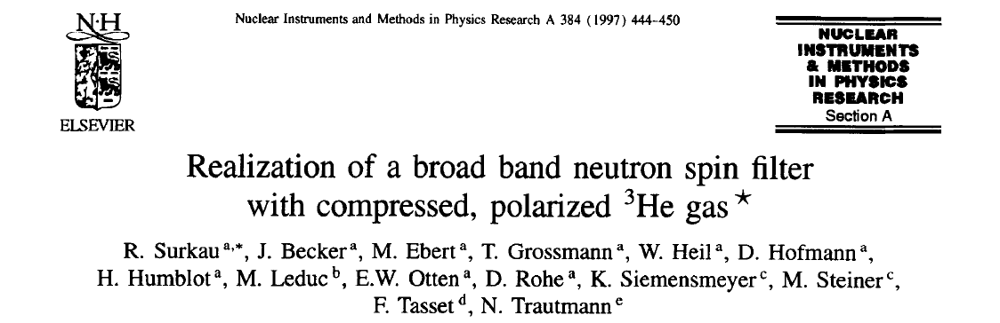 N·H
ELSEVIER
Nuclear Instruments and Methods in Physics Research A 384 (1997) 444–450
NUCLEAR
INSTRUMENTS
& METHODS
IN PHYSICS
RESEARCH
Section A
Realization of a broad band neutron spin filter
with compressed, polarized ³He gas ☆
R. Surkau a,*, J. Becker a, M. Ebert a, T. Grossmann a, W. Heil a, D. Hofmann a,
H. Humblot a, M. Leduc b, E.W. Otten a, D. Rohe a, K. Siemensmeyer c, M. Steiner c,
F. Tasset d, N. Trautmann e